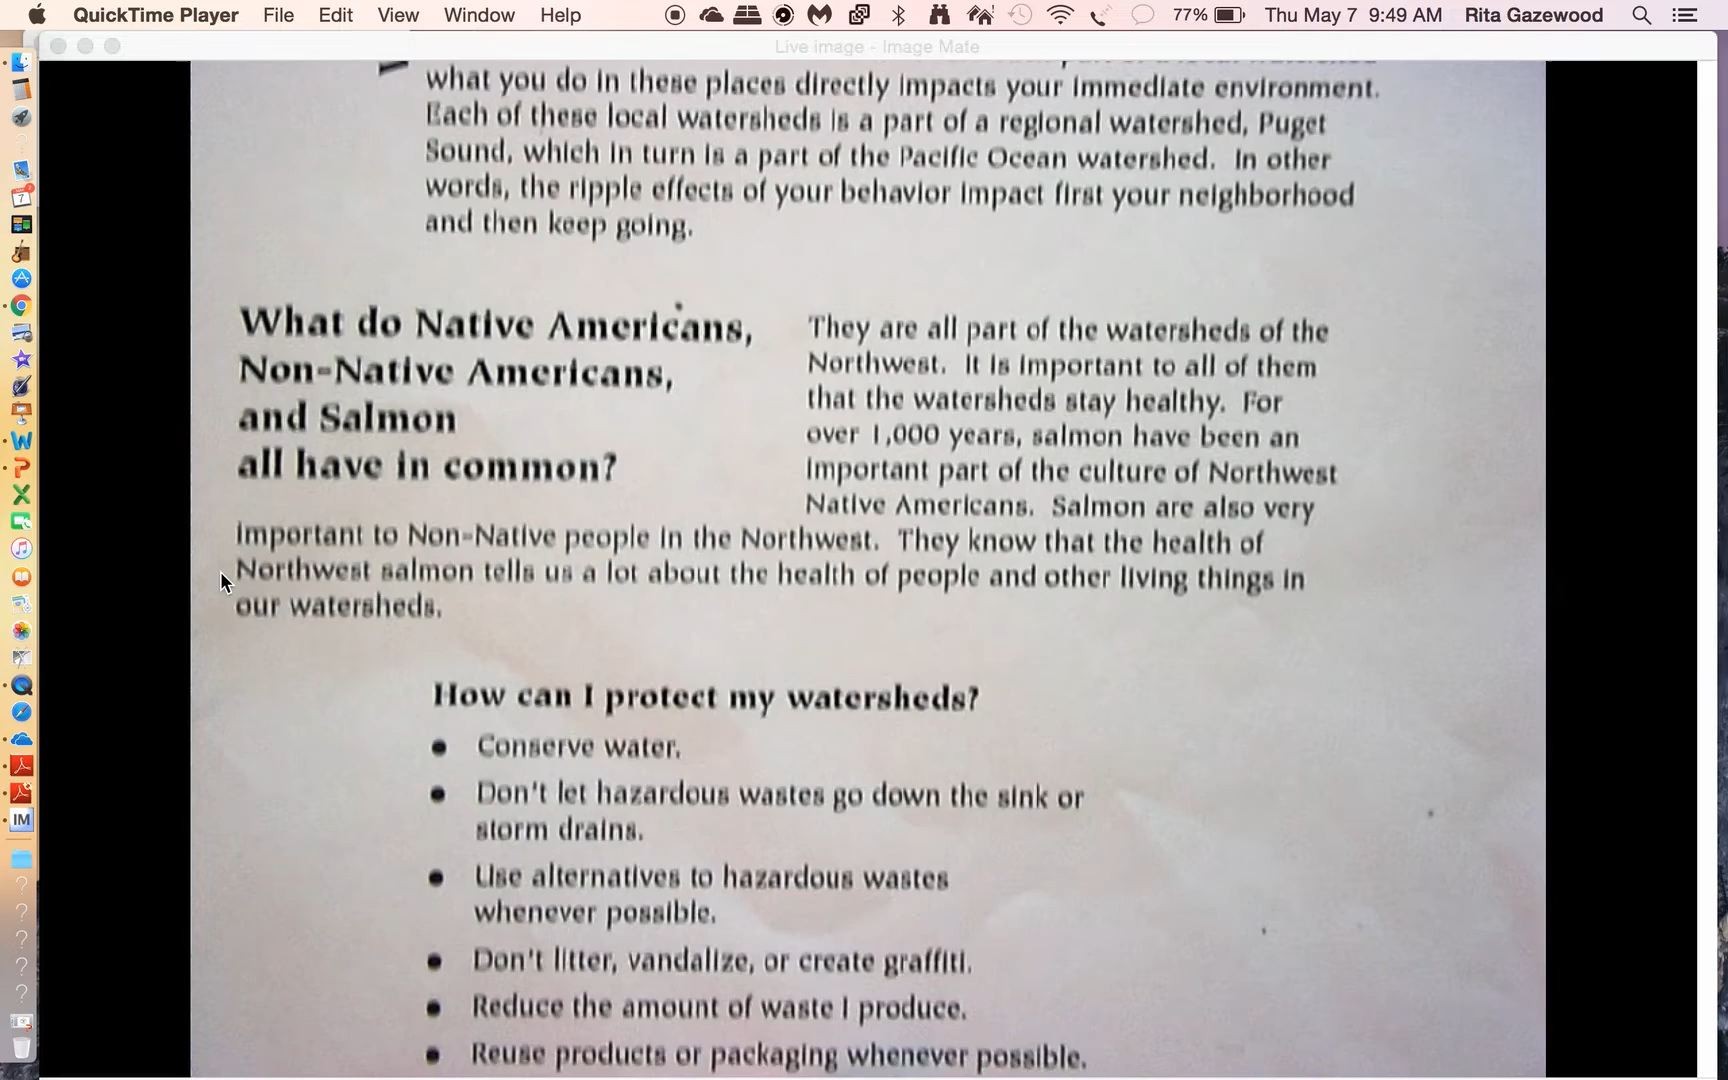 QuickTime Player File Edit View Window Help 77% Thu May 7 9:49 AM Rita Gazewood
Live image - Image Mate
what you do in these places directly impacts your immediate environment.
Each of these local watersheds is a part of a regional watershed, Puget
Sound, which in turn is a part of the Pacific Ocean watershed. In other
words, the ripple effects of your behavior impact first your neighborhood
and then keep going.
What do Native Americans,
Non-Native Americans,
and Salmon
all have in common?
They are all part of the watersheds of the
Northwest. It is important to all of them
that the watersheds stay healthy. For
over 1,000 years, salmon have been an
important part of the culture of Northwest
Native Americans. Salmon are also very
important to Non-Native people in the Northwest. They know that the health of
Northwest salmon tells us a lot about the health of people and other living things in
our watersheds.
How can I protect my watersheds?
• Conserve water.
• Don't let hazardous wastes go down the sink or
storm drains.
• Use alternatives to hazardous wastes
whenever possible.
• Don't litter, vandalize, or create graffiti.
• Reduce the amount of waste I produce.
• Reuse products or packaging whenever possible.
IM